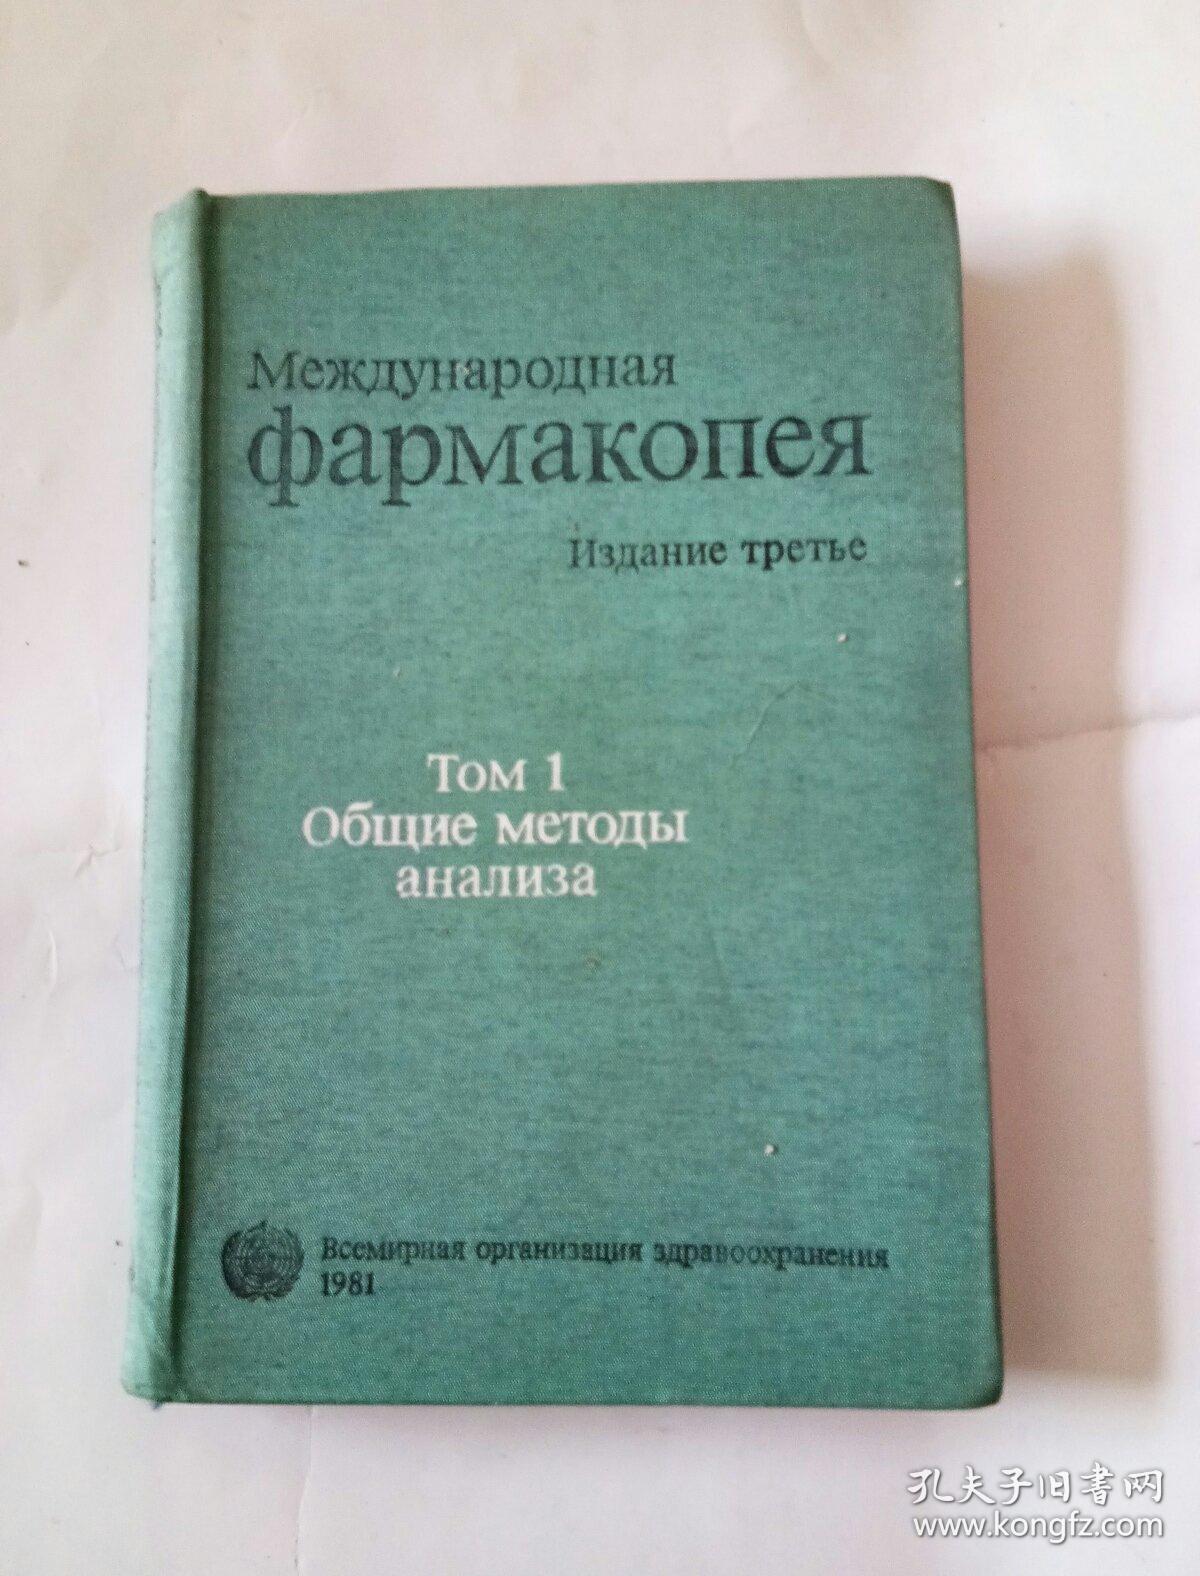 Международная
фармакопея
Издание третье
Том 1
Общие методы
анализа
Всемирная организация здравоохранения
1981
孔夫子旧书网
www.kongfz.com